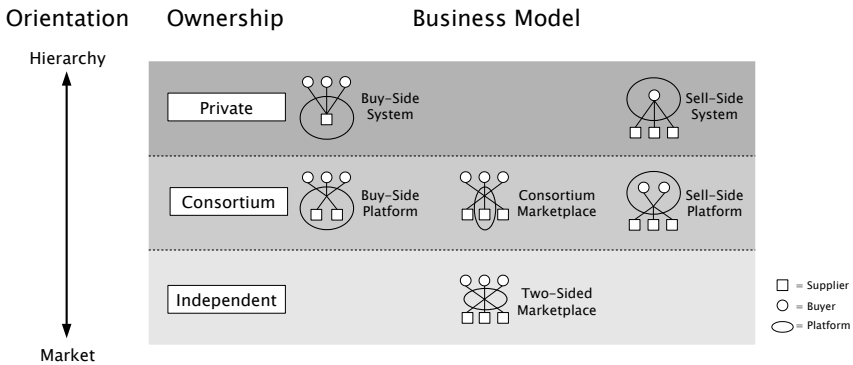 Orientation Ownership Business Model
Hierarchy
Private
Buy-Side
System
Sell-Side
System
Consortium
Buy-Side
Platform
Consortium
Marketplace
Sell-Side
Platform
Independent
Two-Sided
Marketplace
= Supplier
= Buyer
= Platform
Market